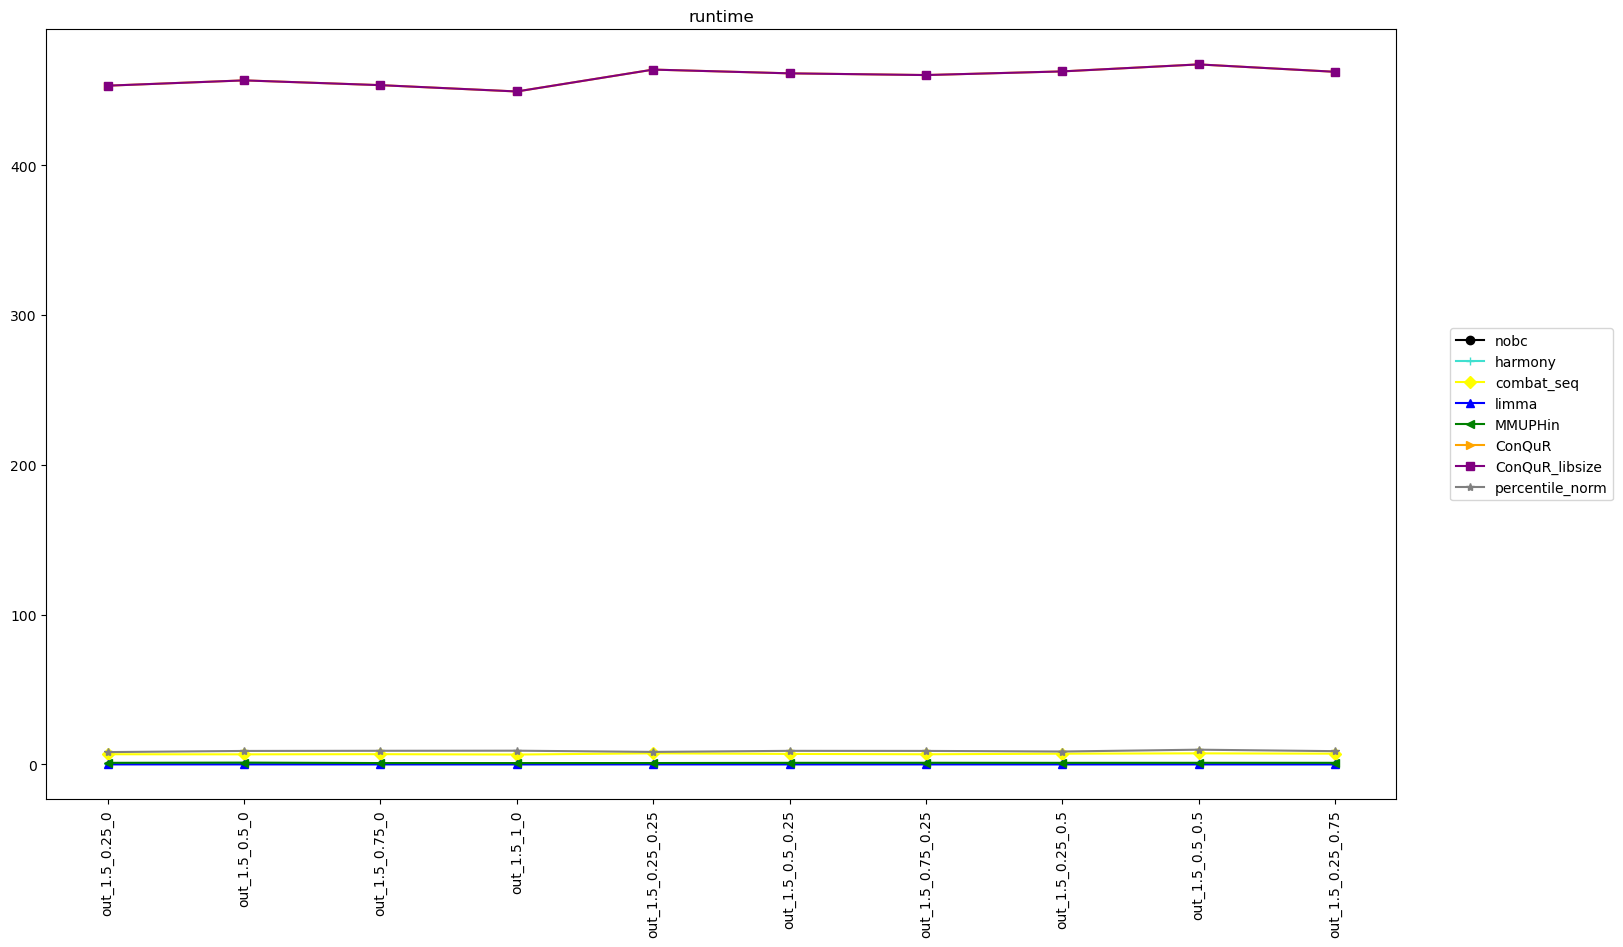 runtime
400
300
200
100
0
out_1.5_0.25_0
out_1.5_0.5_0
out_1.5_0.75_0
out_1.5_1_0
out_1.5_0.25_0.25
out_1.5_0.5_0.25
out_1.5_0.75_0.25
out_1.5_0.25_0.5
out_1.5_0.5_0.5
out_1.5_0.25_0.75
nobc
harmony
combat_seq
limma
MMUPHin
ConQuR
ConQuR_libsize
percentile_norm